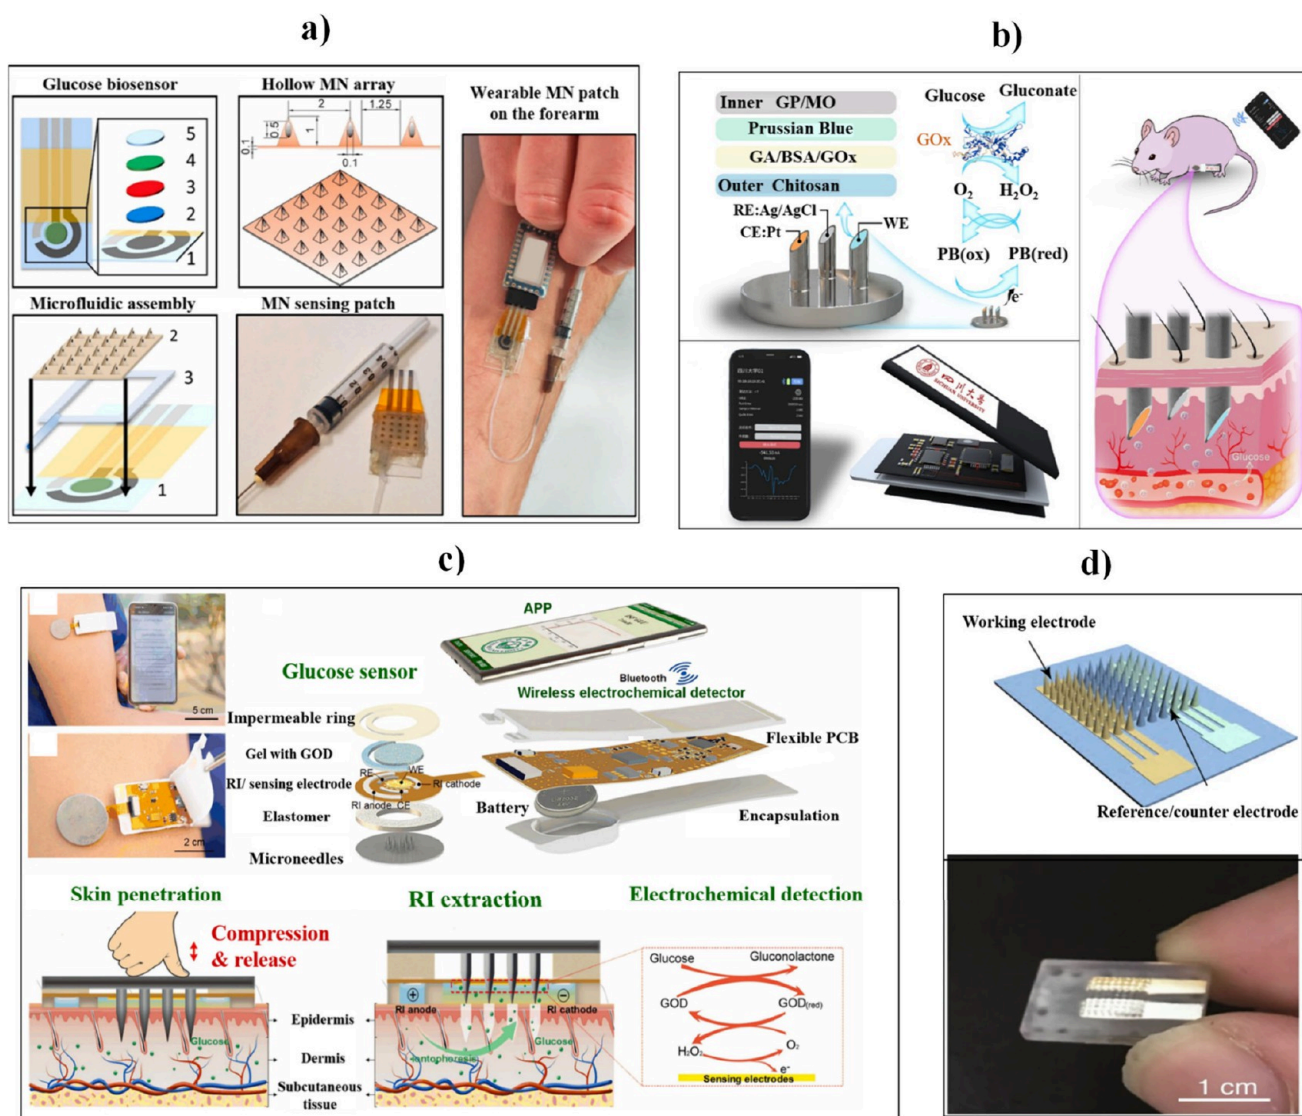 a)
Glucose biosensor
5
4
3
2
1
Hollow MN array
2
1.25
0.5
1
0.1
0.1
Wearable MN patch
on the forearm
Microfluidic assembly
2
3
1
MN sensing patch
b)
Inner GP/MO
Prussian Blue
GA/BSA/GOx
Outer Chitosan
RE:Ag/AgCl
CE:Pt
WE
Glucose
Gluconate
GOx
O2
H2O2
PB(ox)
PB(red)
e-
四川大学
SICHUAN UNIVERSITY
Glucose
c)
5 cm
2 cm
APP
Glucose sensor
Bluetooth
Wireless electrochemical detector
Impermeable ring
Gel with GOD
RI/ sensing electrode
RE
WE
RI cathode
RI anode
CE
Elastomer
Microneedles
Flexible PCB
Battery
Encapsulation
Skin penetration
Compression
& release
Glucose
Epidermis
Dermis
Subcutaneous
tissue
RI extraction
+
−
RI anode
RI cathode
Glucose
Electrochemical detection
Glucose
Gluconolactone
GOD
GOD(red)
H2O2
O2
e-
Sensing electrodes
d)
Working electrode
Reference/counter electrode
1 cm